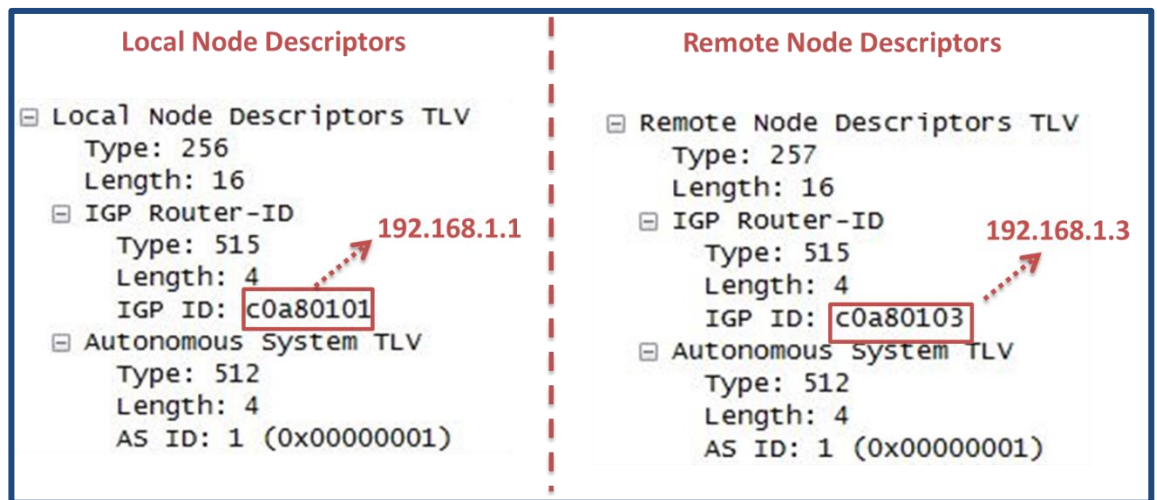 Local Node Descriptors
Local Node Descriptors TLV
Type: 256
Length: 16
IGP Router-ID
192.168.1.1
Type: 515
Length: 4
IGP ID: c0a80101
Autonomous System TLV
Type: 512
Length: 4
AS ID: 1 (0x00000001)
Remote Node Descriptors
Remote Node Descriptors TLV
Type: 257
Length: 16
IGP Router-ID
192.168.1.3
Type: 515
Length: 4
IGP ID: c0a80103
Autonomous System TLV
Type: 512
Length: 4
AS ID: 1 (0x00000001)